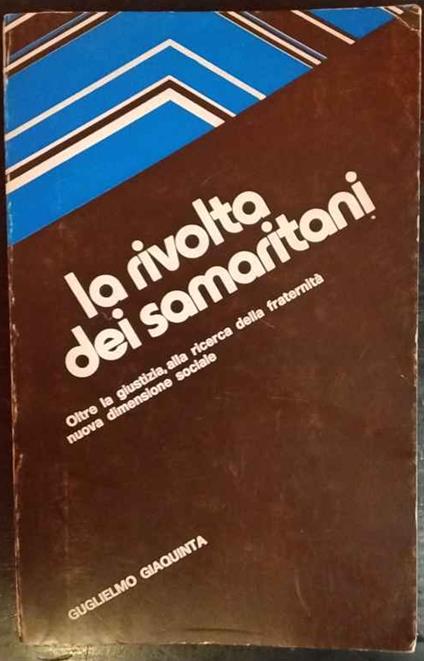 la rivolta
dei samaritani
Oltre la giustizia, alla ricerca della fraternità
nuova dimensione sociale
GUGLIELMO GIAQUINTA